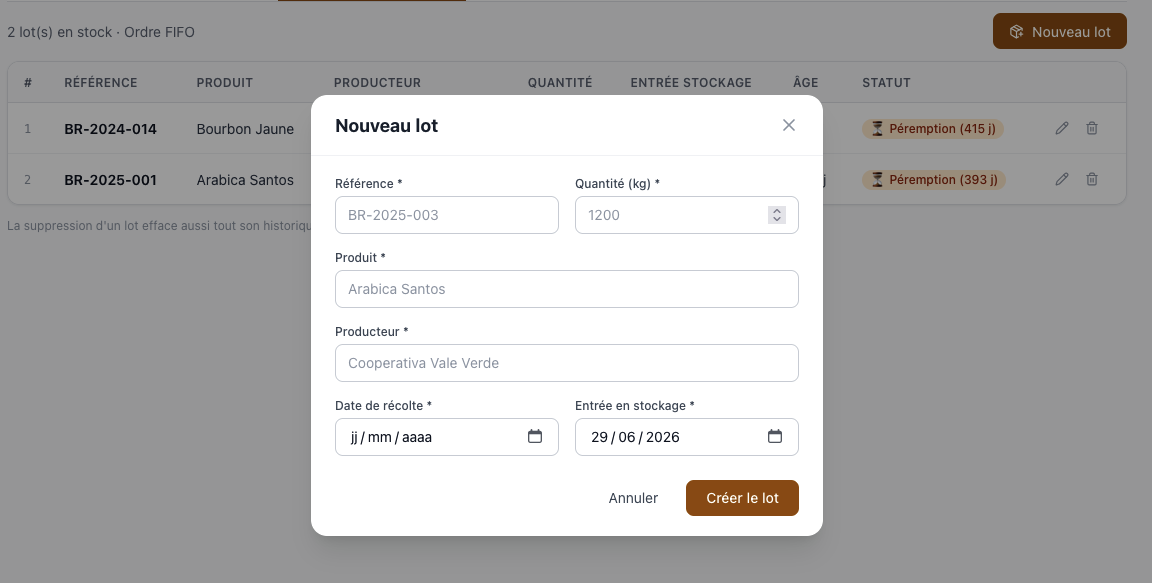 2 lot(s) en stock · Ordre FIFO
Nouveau lot
# RÉFÉRENCE PRODUIT PRODUCTEUR QUANTITÉ ENTRÉE STOCKAGE ÂGE STATUT
1 BR-2024-014 Bourbon Jaune ⏳ Péremption (415 j)
2 BR-2025-001 Arabica Santos j ⏳ Péremption (393 j)
La suppression d'un lot efface aussi tout son
Nouveau lot
Référence * Quantité (kg) *
BR-2025-003 1200
Produit *
Arabica Santos
Producteur *
Cooperativa Vale Verde
Date de récolte * Entrée en stockage *
jj/mm/aaaa 29/06/2026
Annuler Créer le lot